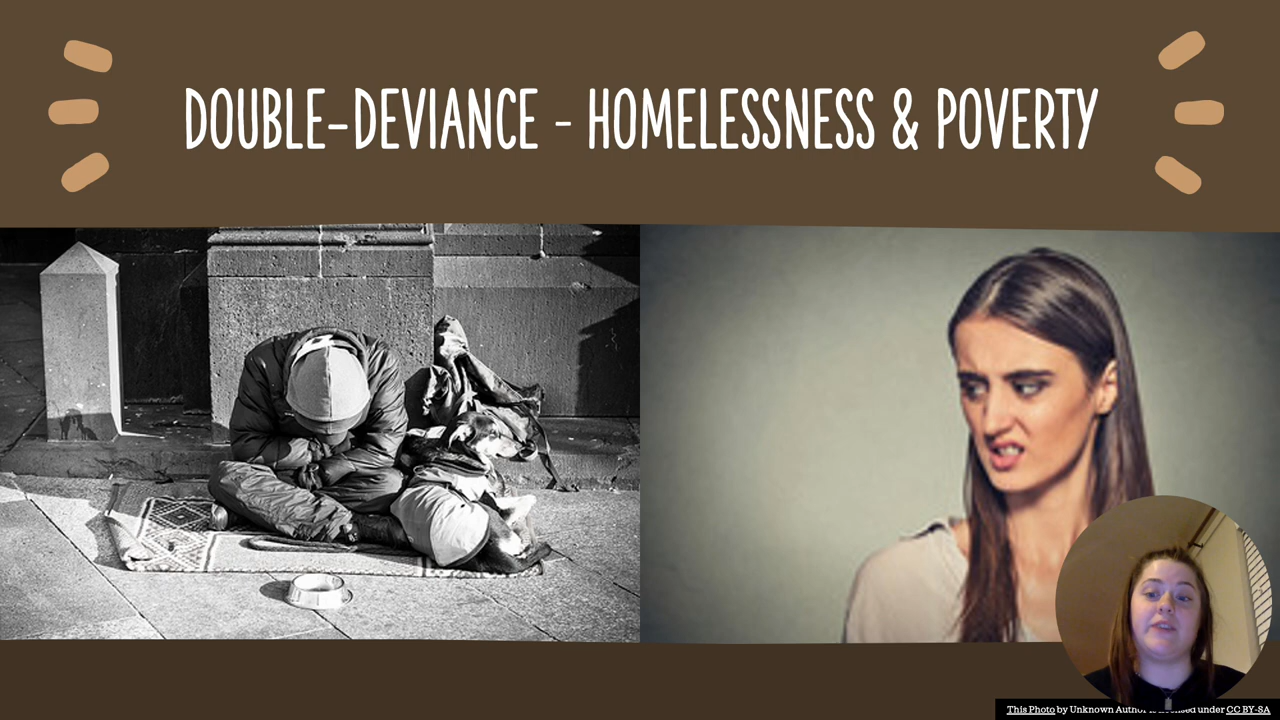 DOUBLE-DEVIANCE - HOMELESSNESS & POVERTY
This Photo by Unknown Author is licensed under CC BY-SA